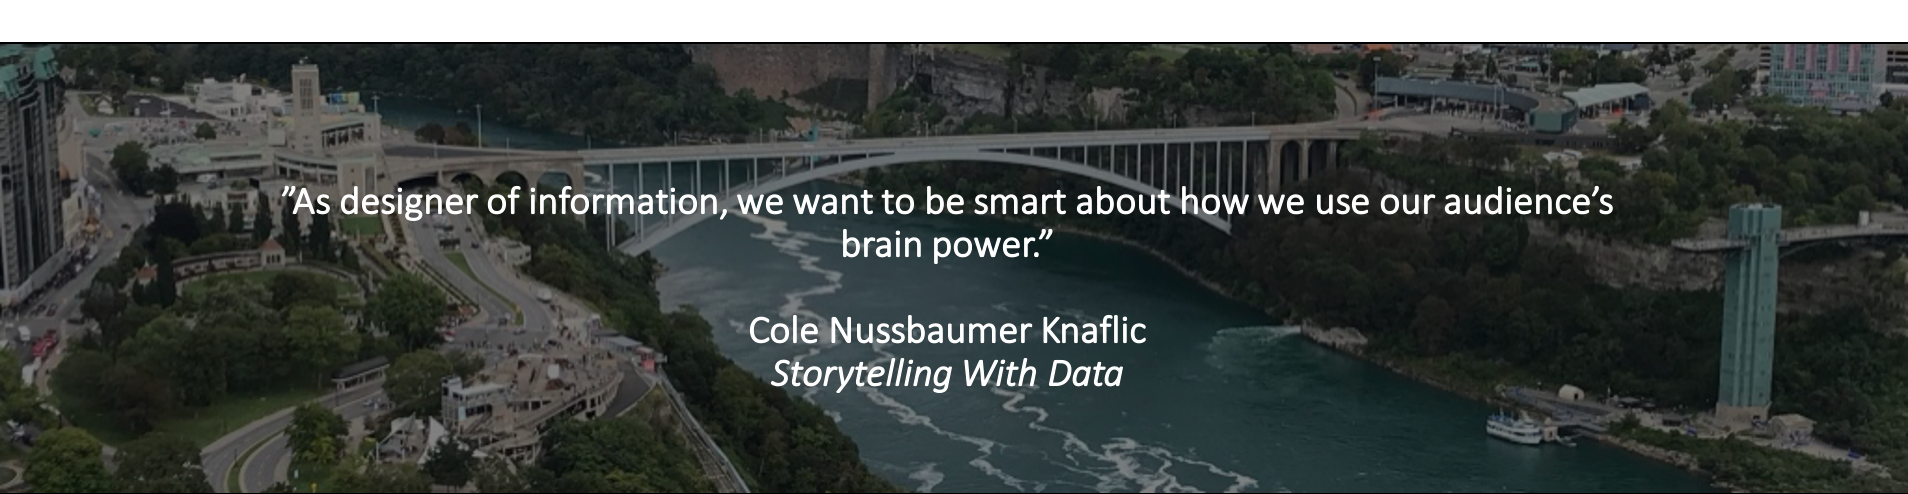 ”As designer of information, we want to be smart about how we use our audience’s
brain power.”
Cole Nussbaumer Knaflic
Storytelling With Data